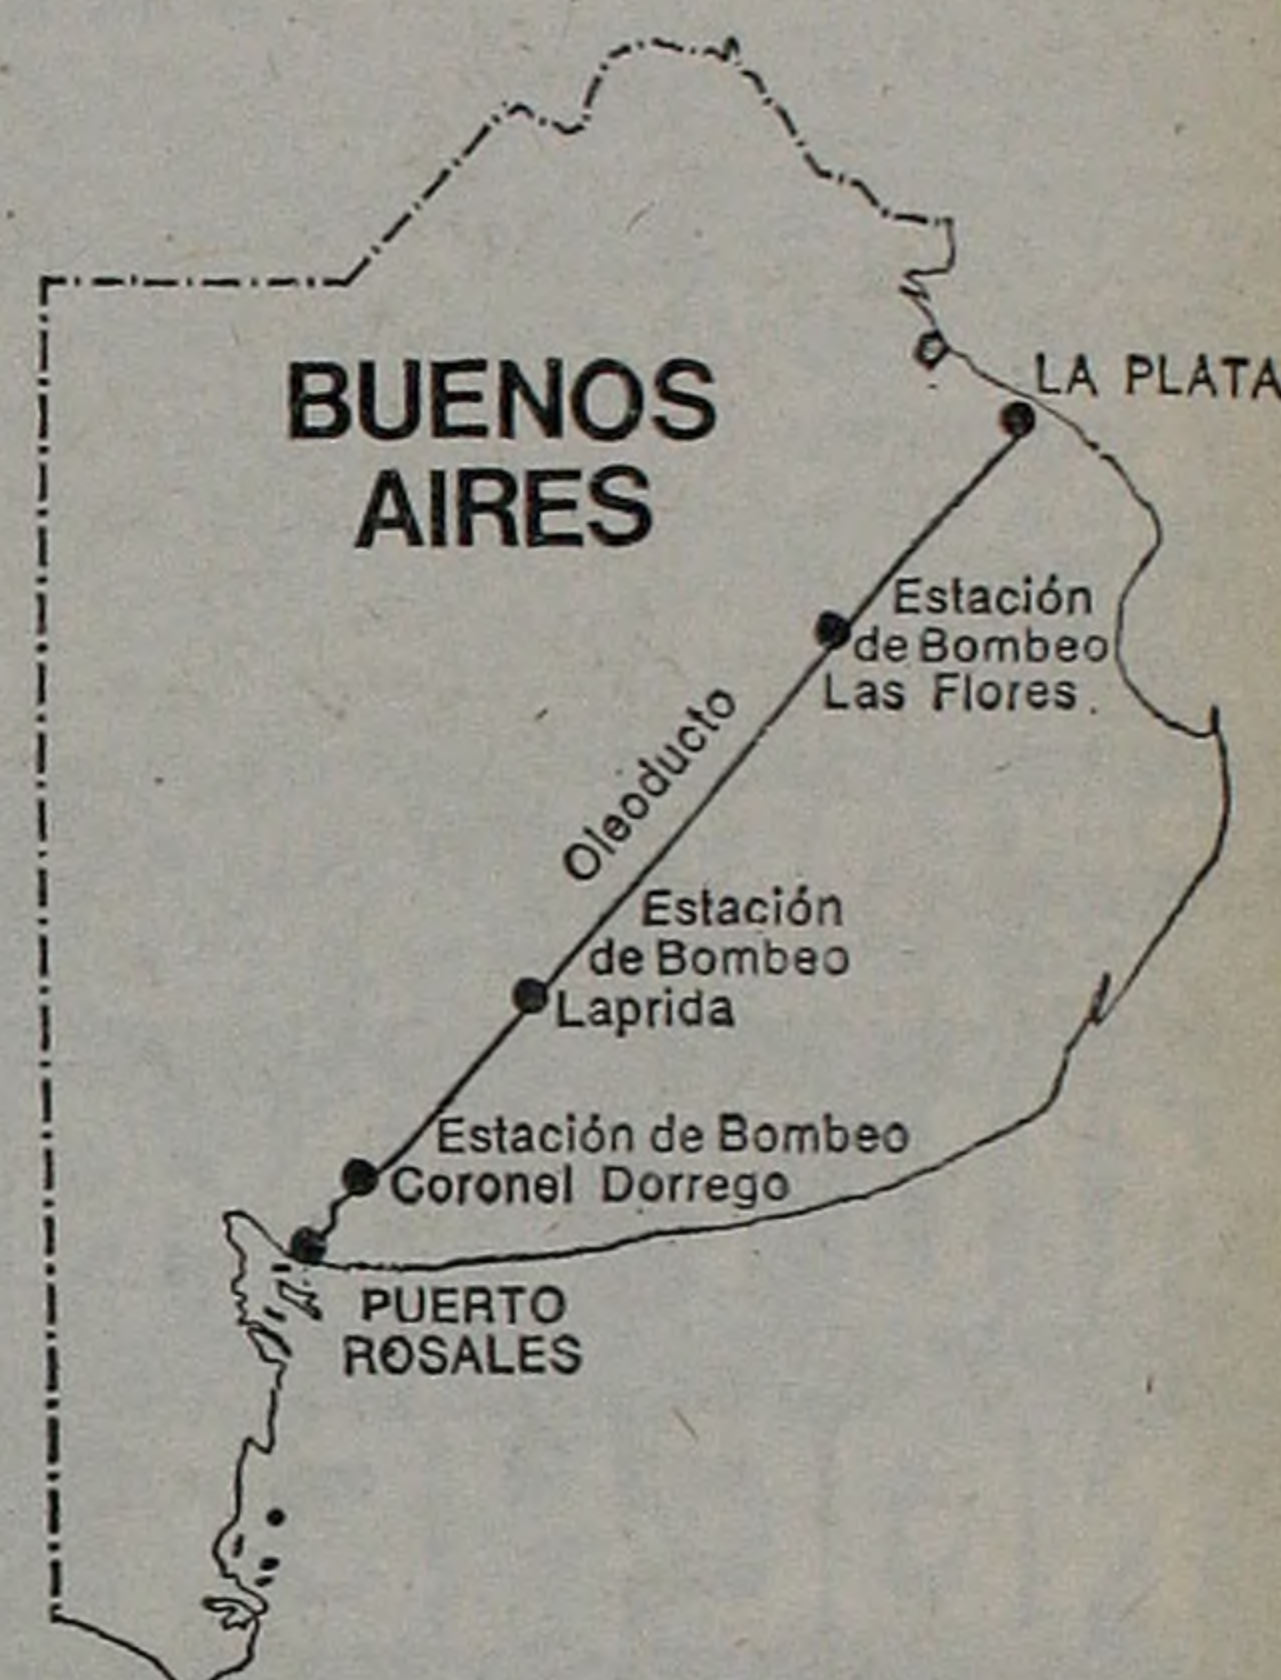 BUENOS
AIRES
LA PLATA
Estación
de Bombeo
Las Flores
Oleoducto
Estación
de Bombeo
Laprida
Estación de Bombeo
Coronel Dorrego
PUERTO
ROSALES